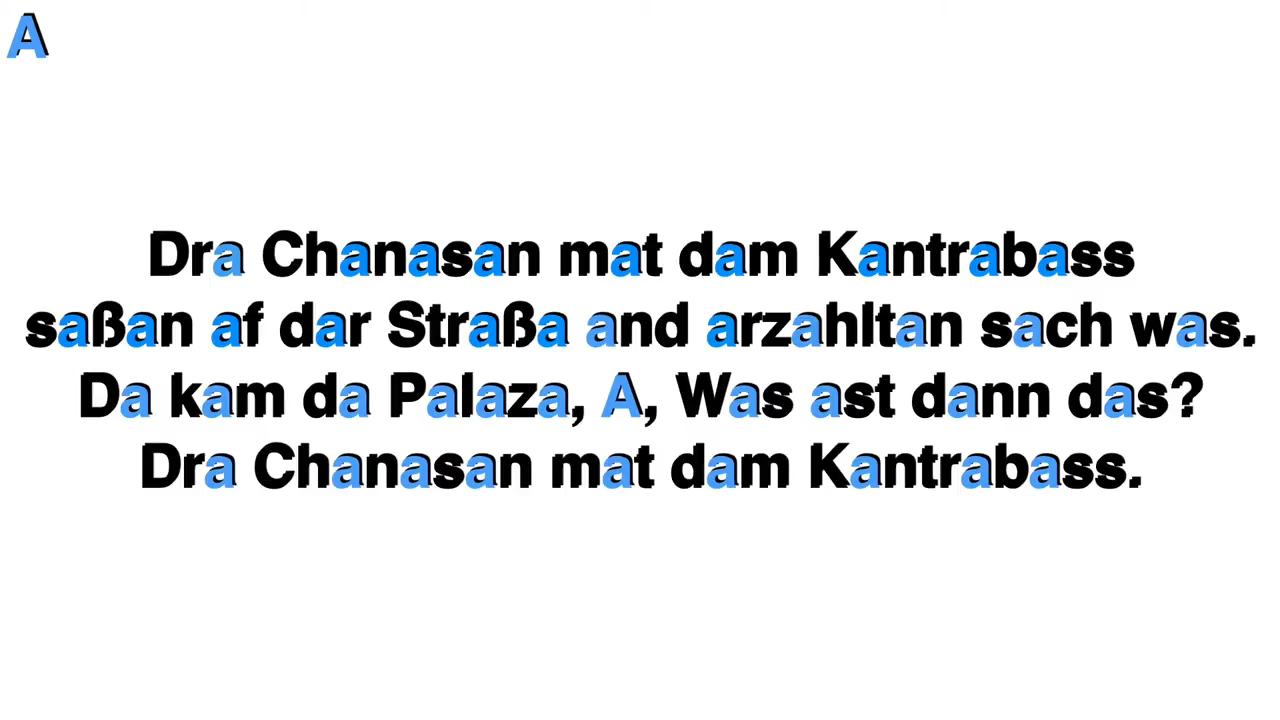 A
Dra Chanasan mat dam Kantrabass
saßan af dar Straßa and arzahltan sach was.
Da kam da Palaza, A, Was ast dann das?
Dra Chanasan mat dam Kantrabass.